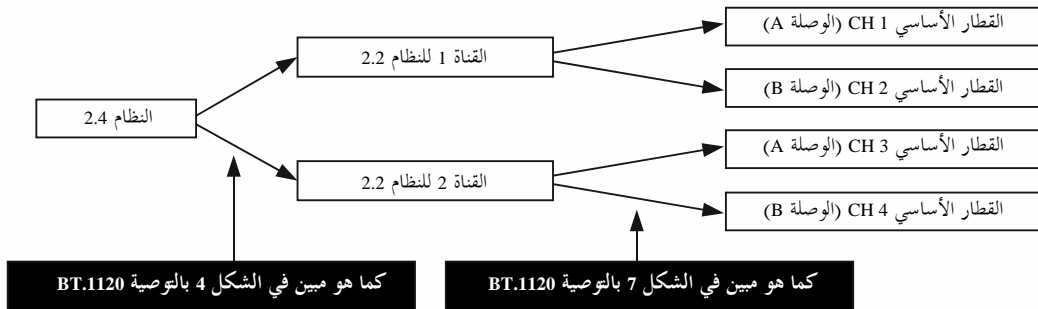 القطار الأساسي CH 1 (الوصلة A)
القناة 1 للنظام 2.2
القطار الأساسي CH 2 (الوصلة B)
النظام 2.4
القطار الأساسي CH 3 (الوصلة A)
القناة 2 للنظام 2.2
القطار الأساسي CH 4 (الوصلة B)
كما هو مبين في الشكل 7 بالتوصية BT.1120
كما هو مبين في الشكل 4 بالتوصية BT.1120